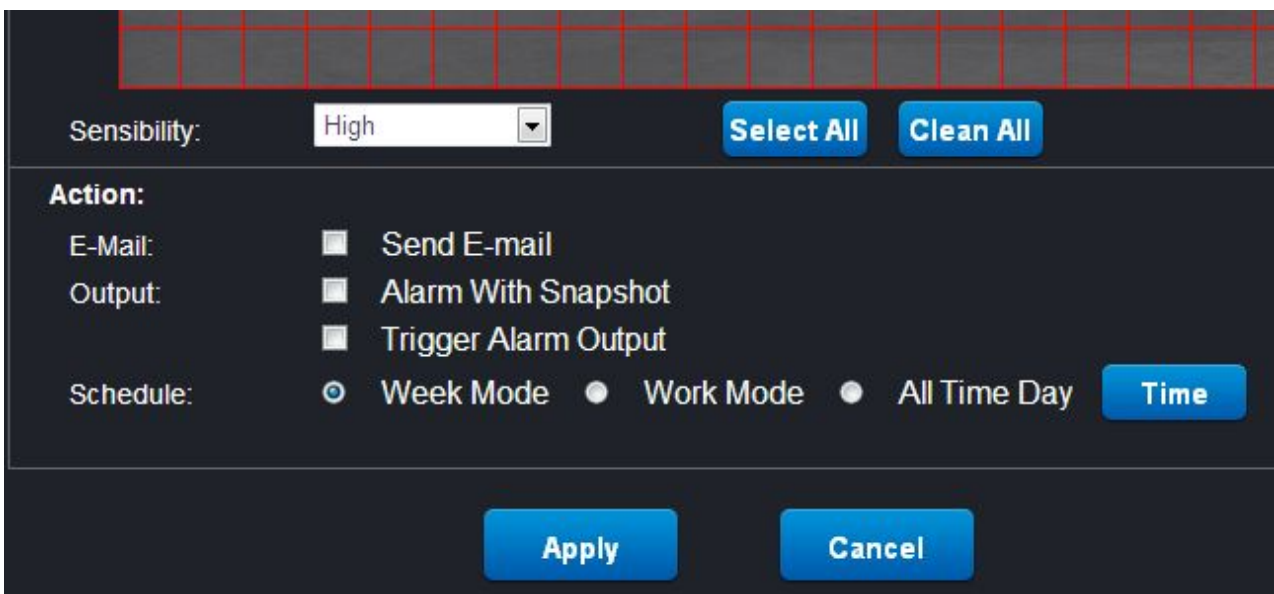 Sensibility: High Select All Clean All
Action:
E-Mail: Send E-mail
Output: Alarm With Snapshot
Trigger Alarm Output
Schedule: Week Mode Work Mode All Time Day Time
Apply Cancel